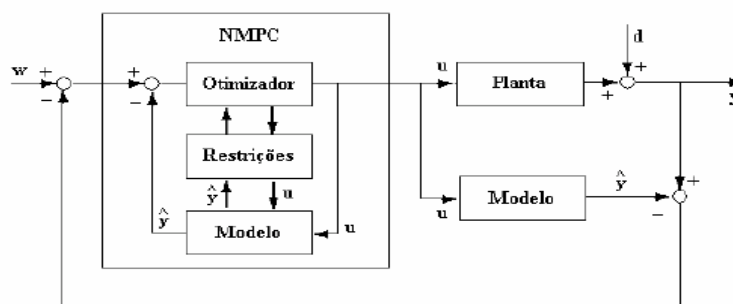 NMPC
d
w
+
−
+
−
Otimizador
u
Planta
+
+
Restrições
ŷ
u
ŷ
Modelo
u
u
Modelo
ŷ
+
−